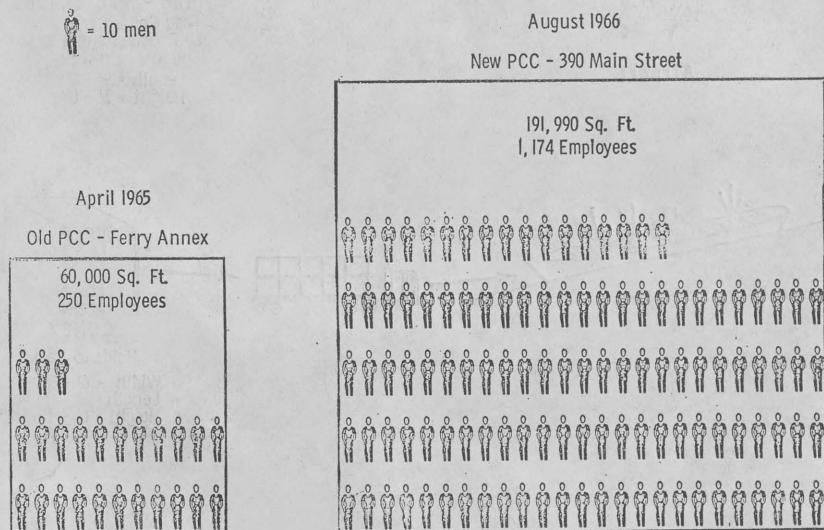 = 10 men
August 1966
New PCC - 390 Main Street
191,990 Sq. Ft.
1,174 Employees
April 1965
Old PCC - Ferry Annex
60,000 Sq. Ft.
250 Employees